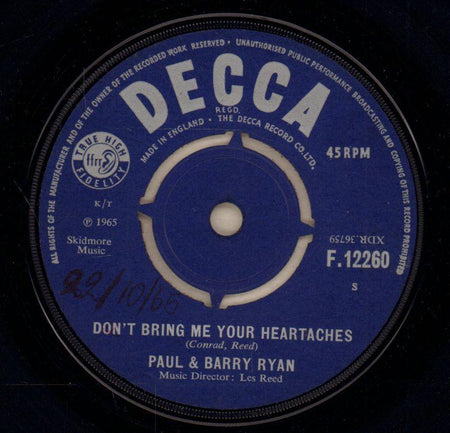 ALL RIGHTS OF THE MANUFACTURER AND OF THE OWNER OF THE RECORDED WORK RESERVED • UNAUTHORISED PUBLIC PERFORMANCE BROADCASTING AND COPYING OF THIS RECORD PROHIBITED
DECCA
REGD.
MADE IN ENGLAND • THE DECCA RECORD CO. LTD.
TRUE HIGH
ffrr
FIDELITY
45 RPM
K/T
℗ 1965
Skidmore
Music
XDR.36759
F.12260
S
22/10/65
DON'T BRING ME YOUR HEARTACHES
(Conrad, Reed)
PAUL & BARRY RYAN
Music Director: Les Reed